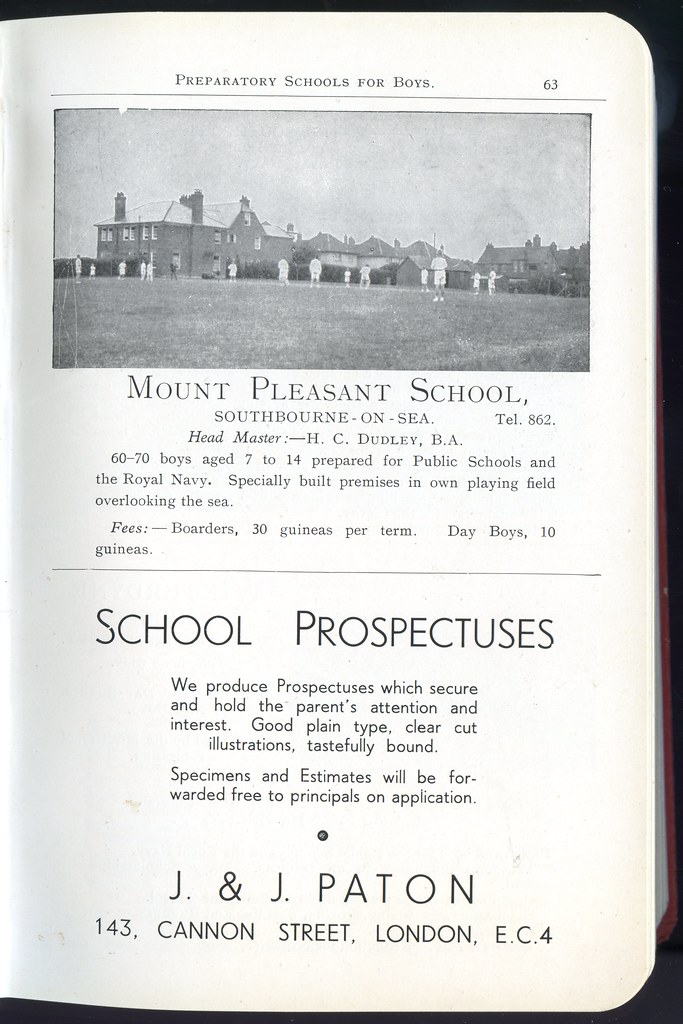 Preparatory Schools for Boys. 63
Mount Pleasant School,
SOUTHBOURNE-ON-SEA. Tel. 862.
Head Master:—H. C. Dudley, B.A.
60–70 boys aged 7 to 14 prepared for Public Schools and
the Royal Navy. Specially built premises in own playing field
overlooking the sea.
Fees:—Boarders, 30 guineas per term. Day Boys, 10
guineas.
School Prospectuses
We produce Prospectuses which secure
and hold the parent's attention and
interest. Good plain type, clear cut
illustrations, tastefully bound.
Specimens and Estimates will be for-
warded free to principals on application.
J. & J. PATON
143, CANNON STREET, LONDON, E.C.4